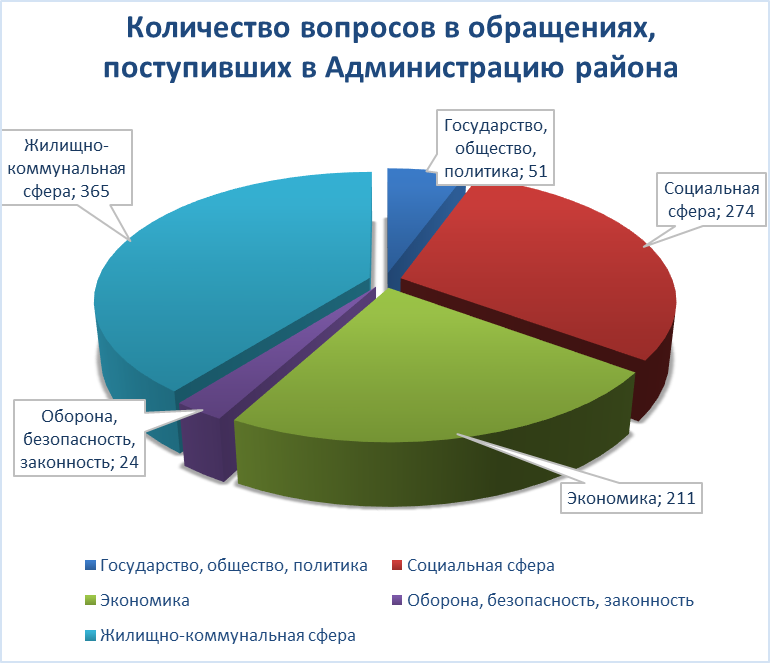 Количество вопросов в обращениях,
поступивших в Администрацию района
Государство,
общество,
политика; 51
Жилищно-
коммунальная
сфера; 365
Социальная
сфера; 274
Оборона,
безопасность,
законность; 24
Экономика; 211
Государство, общество, политика
Социальная сфера
Экономика
Оборона, безопасность, законность
Жилищно-коммунальная сфера